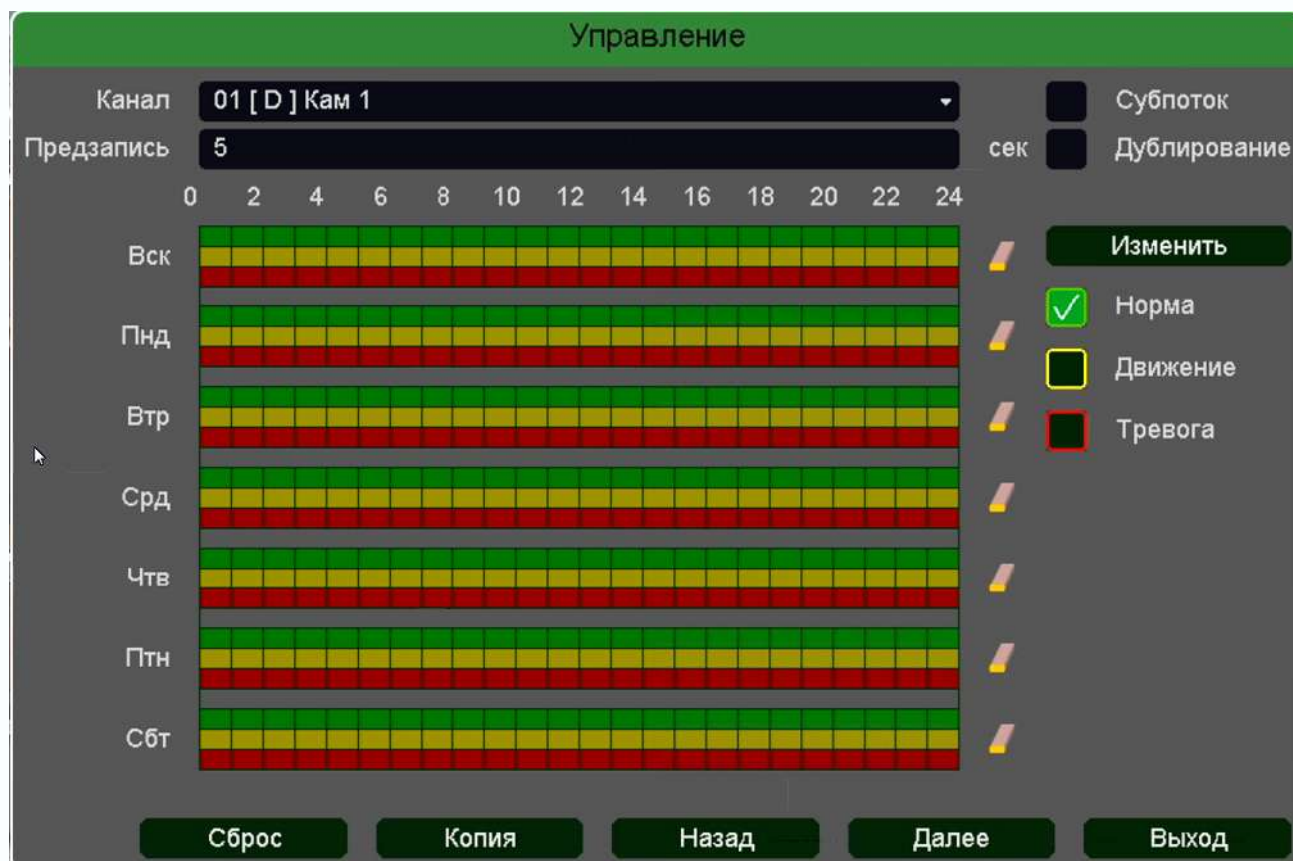 Управление
Канал 01 [ D ] Кам 1 Субпоток
Предзапись 5 сек Дублирование
0 2 4 6 8 10 12 14 16 18 20 22 24
Вск Изменить
Норма
Пнд
Движение
Втр
Тревога
Срд
Чтв
Птн
Сбт
Сброс Копия Назад Далее Выход